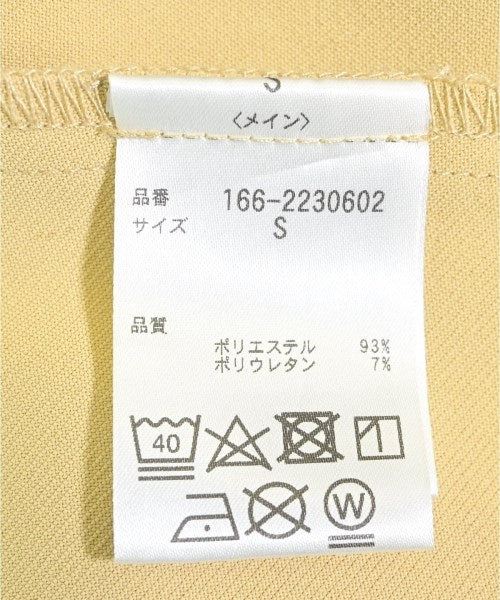 S
〈メイン〉
品番 166-2230602
サイズ S
品質
ポリエステル 93%
ポリウレタン 7%
40
W